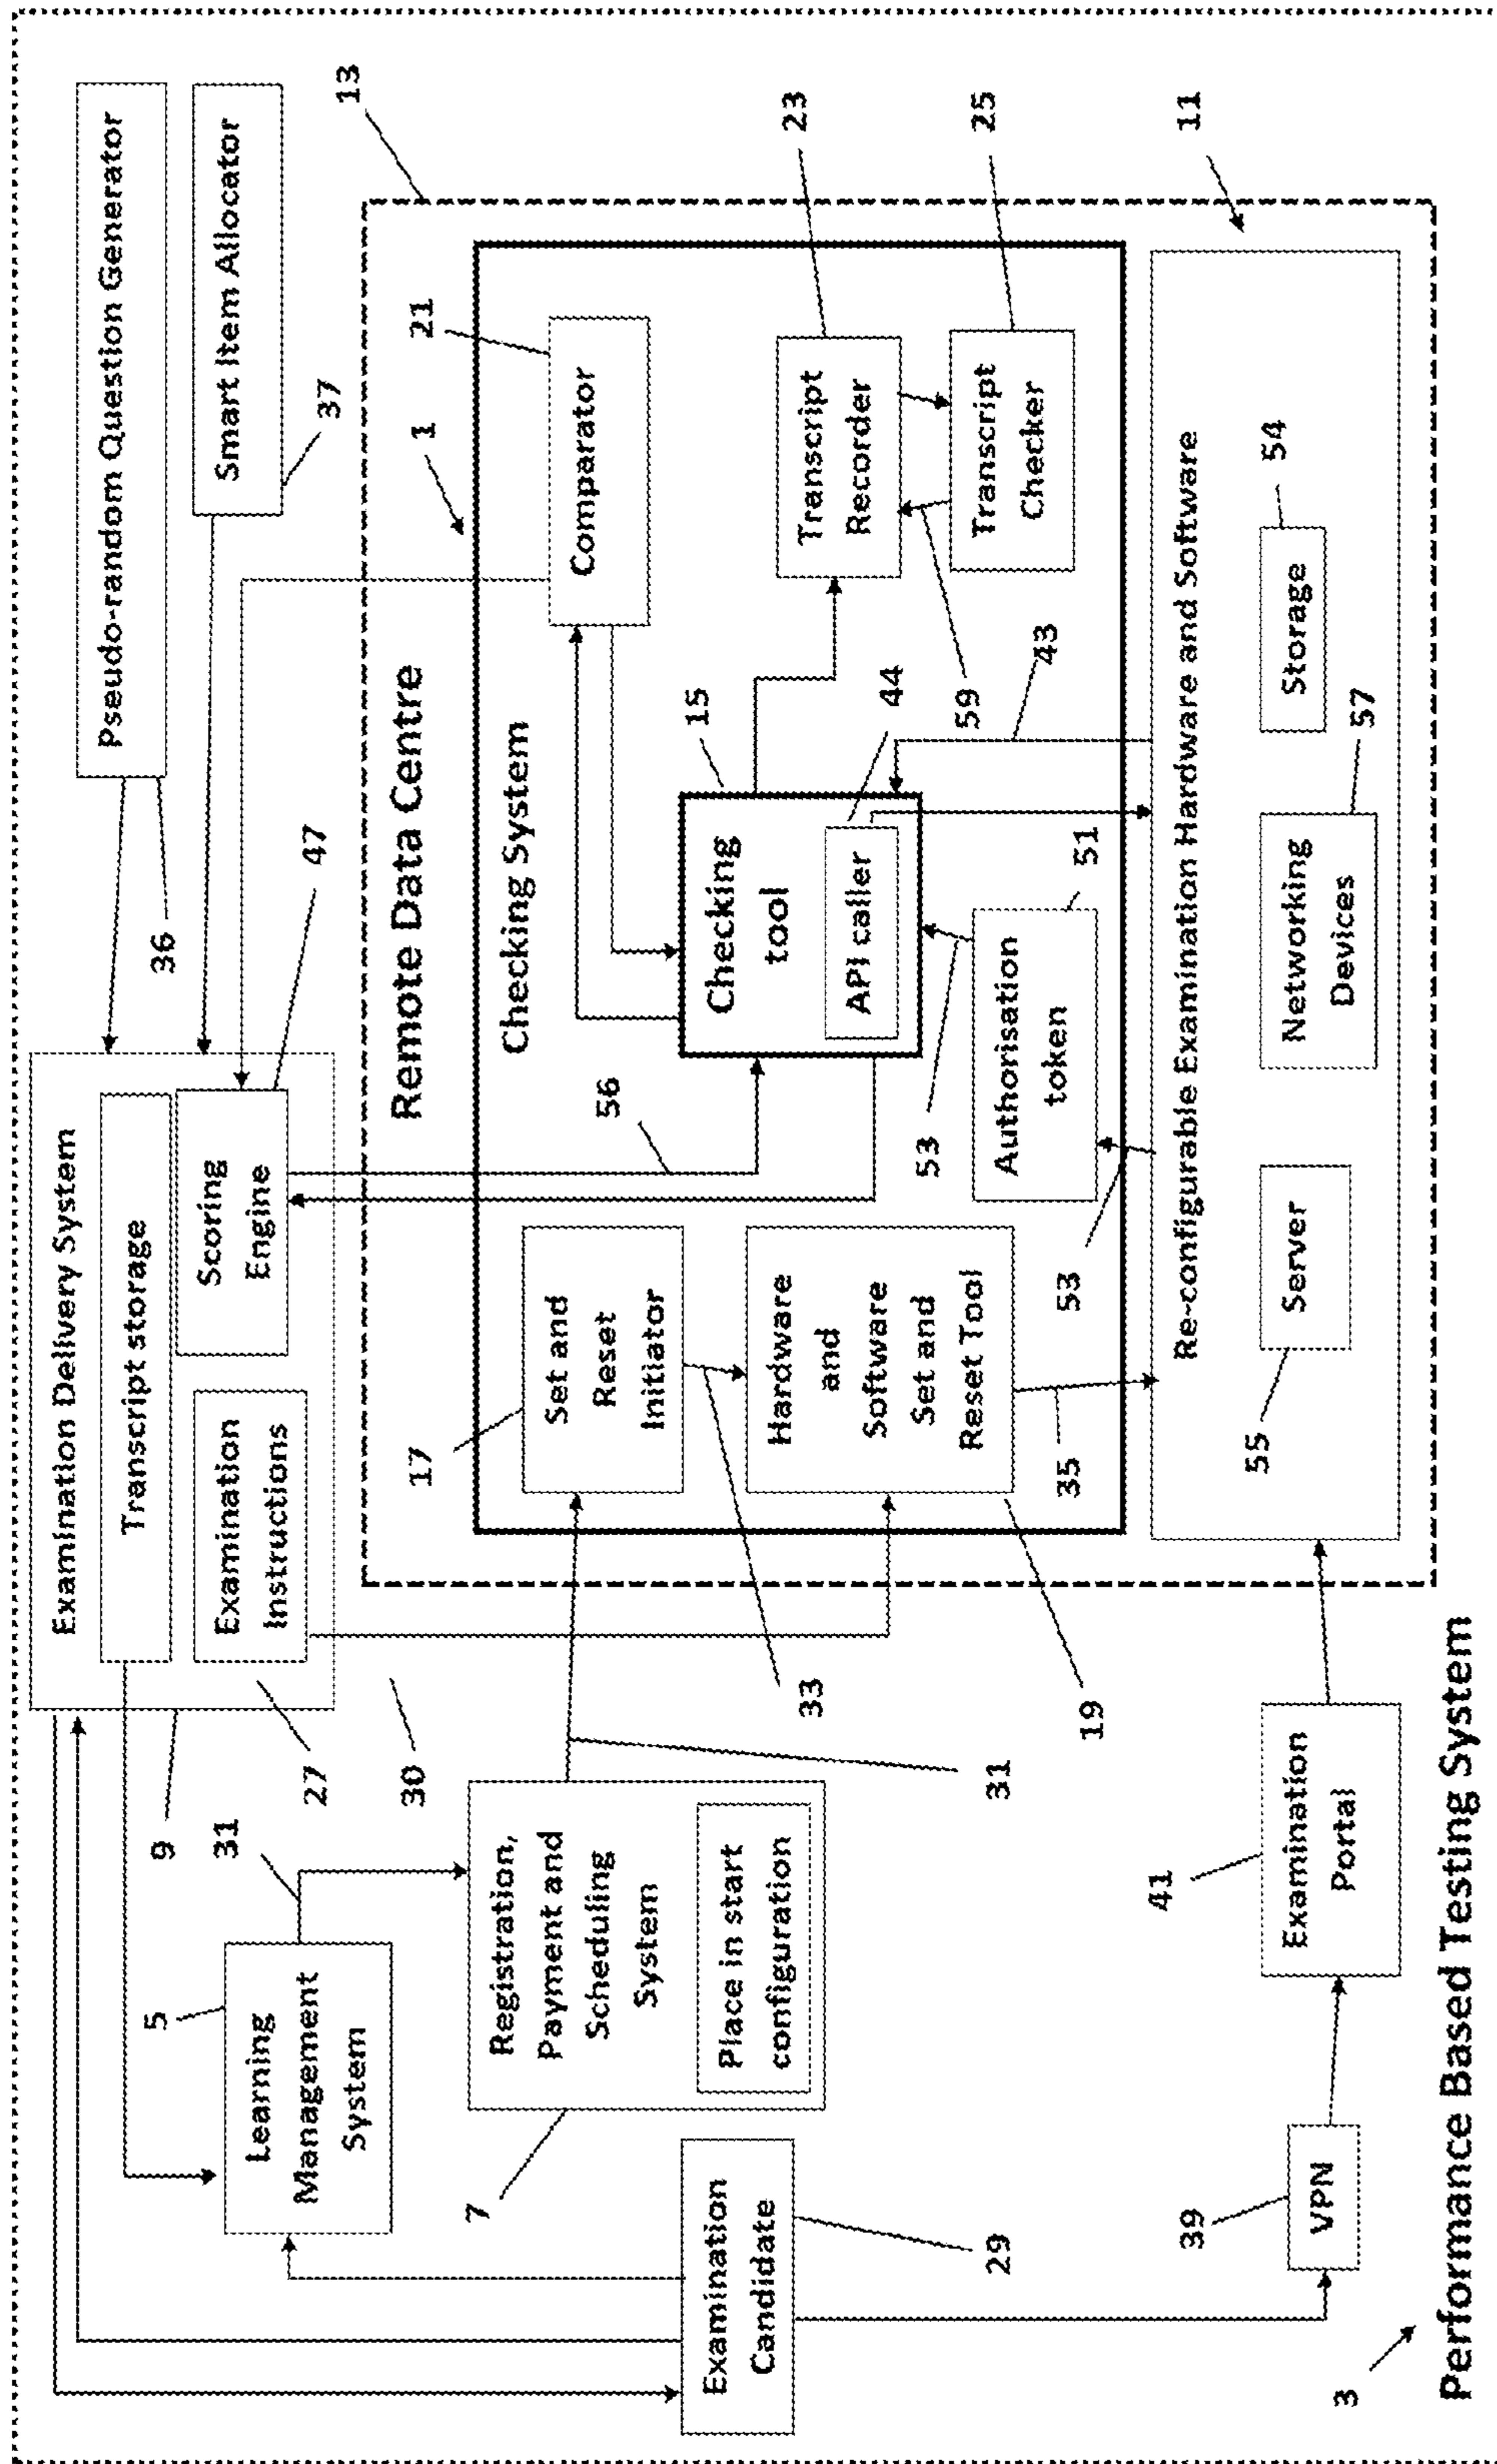 Examination Delivery System
Transcript storage
Examination
Instructions
Scoring
Engine
47
Pseudo-random Question Generator
36
Smart Item Allocator
37
9
27
30
5
Learning
Management
System
31
Registration,
Payment and
Scheduling
System
Place in start
configuration
7
31
Examination
Candidate
29
Remote Data Centre
13
Checking System
1
17
Set and
Reset
Initiator
33
Hardware
and
Software
Set and
Reset Tool
19
35
56
Checking
tool
15
API caller
44
Comparator
21
Transcript
Recorder
23
Transcript
Checker
25
59
43
53
Authorisation
token
51
53
Re-configurable Examination Hardware and Software
11
55
Server
Networking
Devices
57
Storage
54
39
VPN
41
Examination
Portal
3
Performance Based Testing System